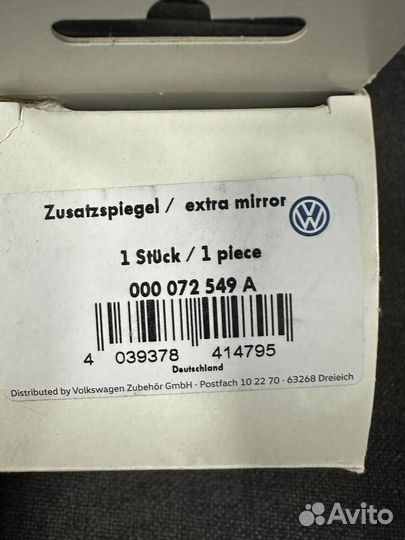 Zusatzspiegel / extra mirror
1 Stück / 1 piece
000 072 549 A
4 039378 414795
Deutschland
Distributed by Volkswagen Zubehör GmbH · Postfach 10 22 70 · 63268 Dreieich
Avito